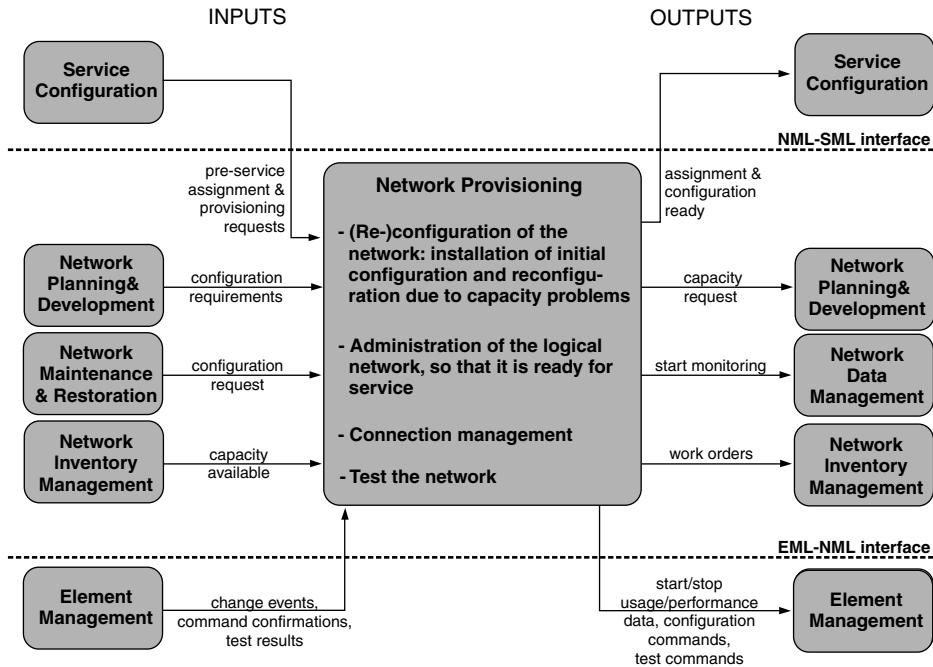 INPUTS
OUTPUTS
Service
Configuration
Service
Configuration
NML-SML interface
pre-service
assignment &
provisioning
requests
Network Provisioning
- (Re-)configuration of the
network: installation of initial
configuration and reconfigu-
ration due to capacity problems
- Administration of the logical
network, so that it is ready for
service
- Connection management
- Test the network
assignment &
configuration
ready
Network
Planning&
Development
configuration
requirements
capacity
request
Network
Planning&
Development
Network
Maintenance
& Restoration
configuration
request
start monitoring
Network
Data
Management
Network
Inventory
Management
capacity
available
work orders
Network
Inventory
Management
EML-NML interface
Element
Management
change events,
command confirmations,
test results
start/stop
usage/performance
data, configuration
commands,
test commands
Element
Management